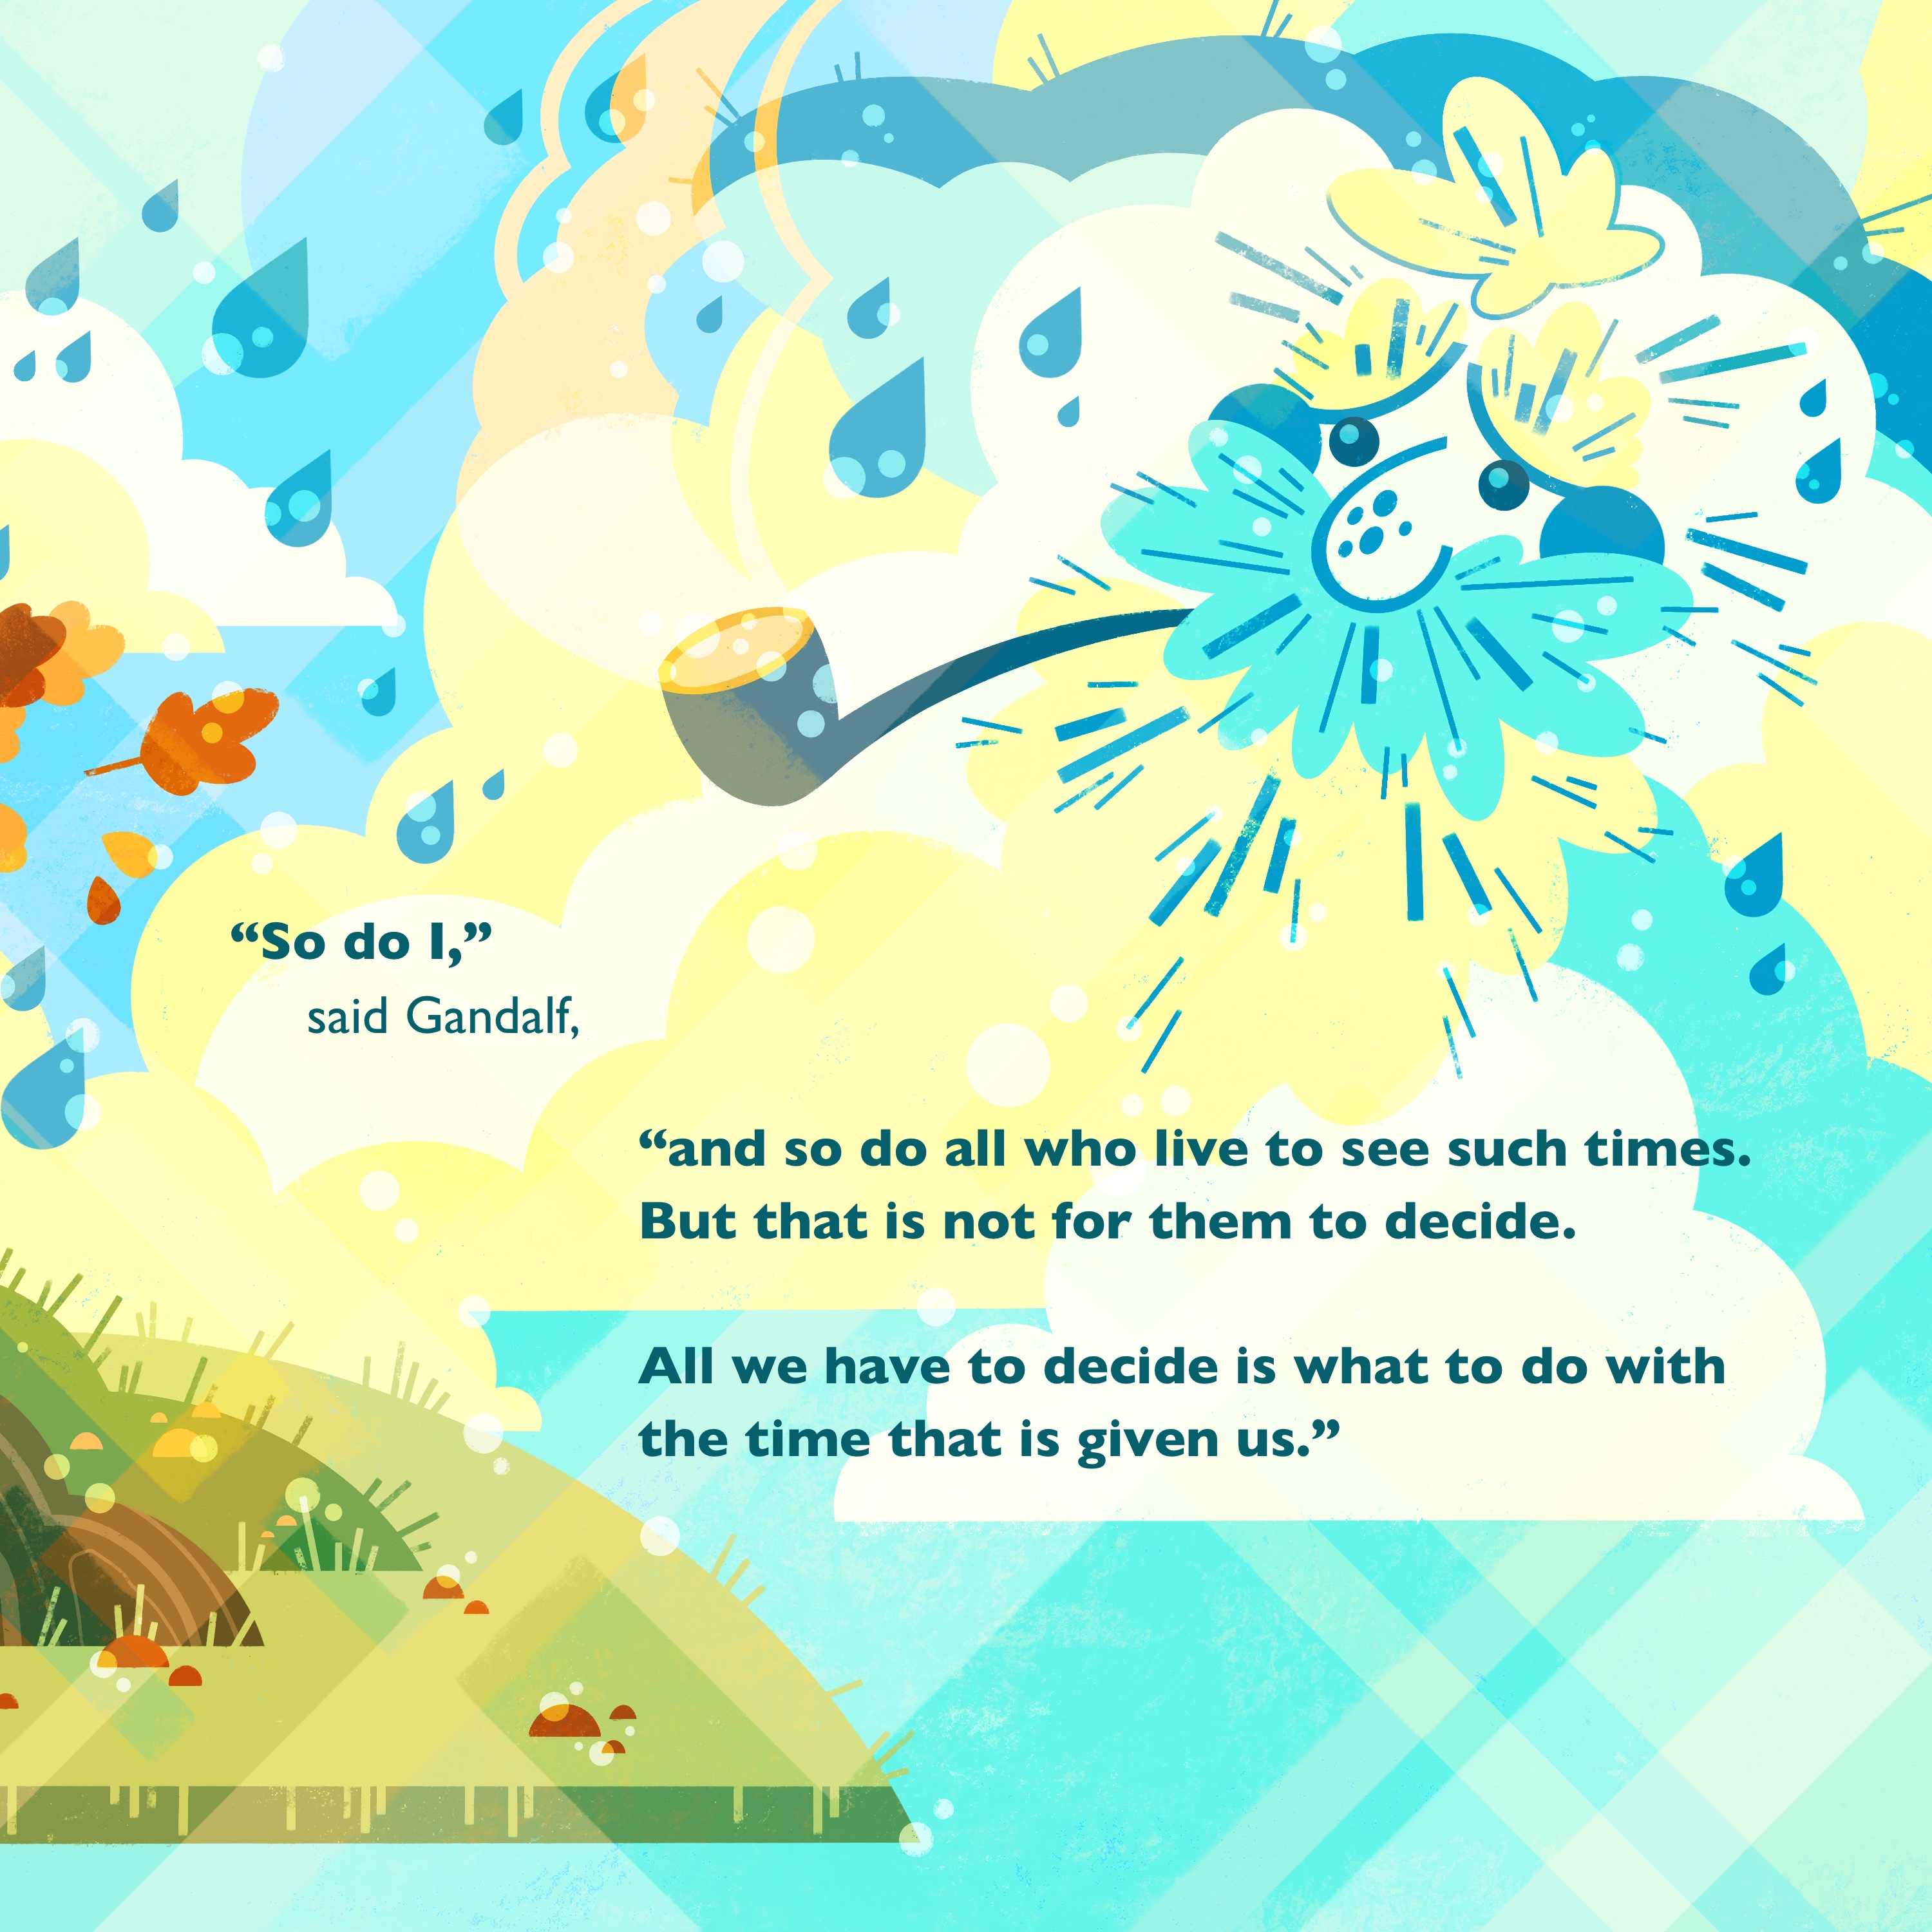 “So do I,”
said Gandalf,
“and so do all who live to see such times.
But that is not for them to decide.
All we have to decide is what to do with
the time that is given us.”